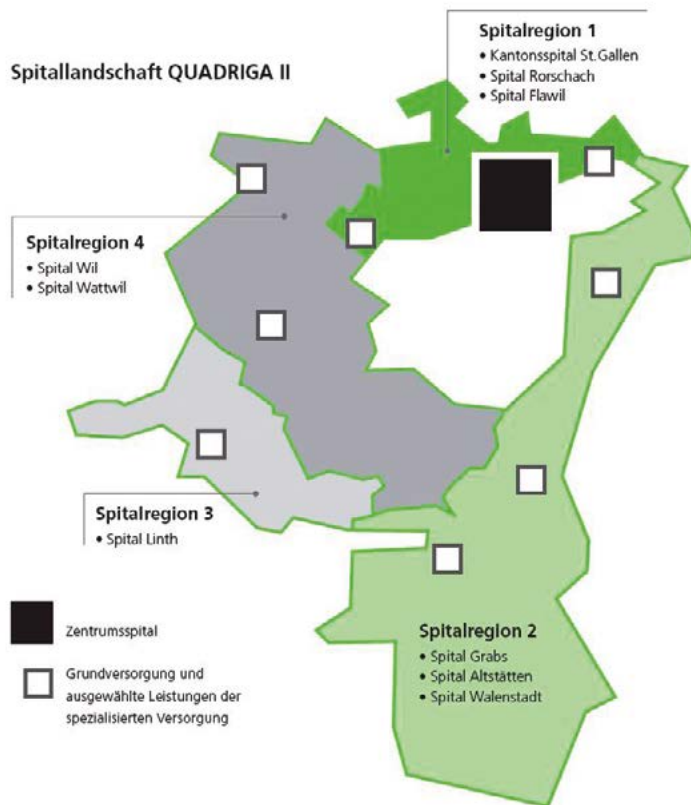 Spitallandschaft QUADRIGA II
Spitalregion 1
• Kantonsspital St.Gallen
• Spital Rorschach
• Spital Flawil
Spitalregion 4
• Spital Wil
• Spital Wattwil
Spitalregion 3
• Spital Linth
Zentrumsspital
Grundversorgung und
ausgewählte Leistungen der
spezialisierten Versorgung
Spitalregion 2
• Spital Grabs
• Spital Altstätten
• Spital Walenstadt